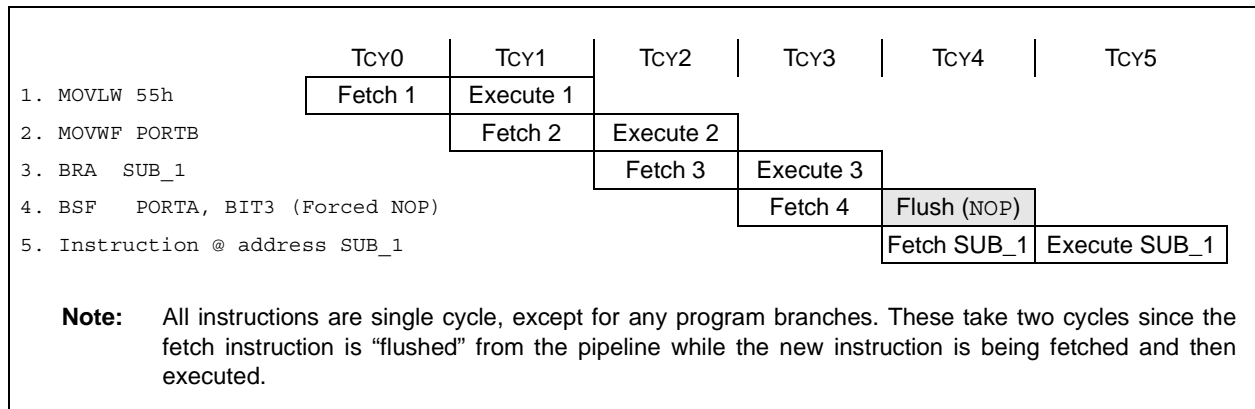 TCY0 TCY1 TCY2 TCY3 TCY4 TCY5
1. MOVLW 55h Fetch 1 Execute 1
2. MOVWF PORTB Fetch 2 Execute 2
3. BRA SUB_1 Fetch 3 Execute 3
4. BSF PORTA, BIT3 (Forced NOP) Fetch 4 Flush (NOP)
5. Instruction @ address SUB_1 Fetch SUB_1 Execute SUB_1
Note: All instructions are single cycle, except for any program branches. These take two cycles since the
fetch instruction is “flushed” from the pipeline while the new instruction is being fetched and then
executed.